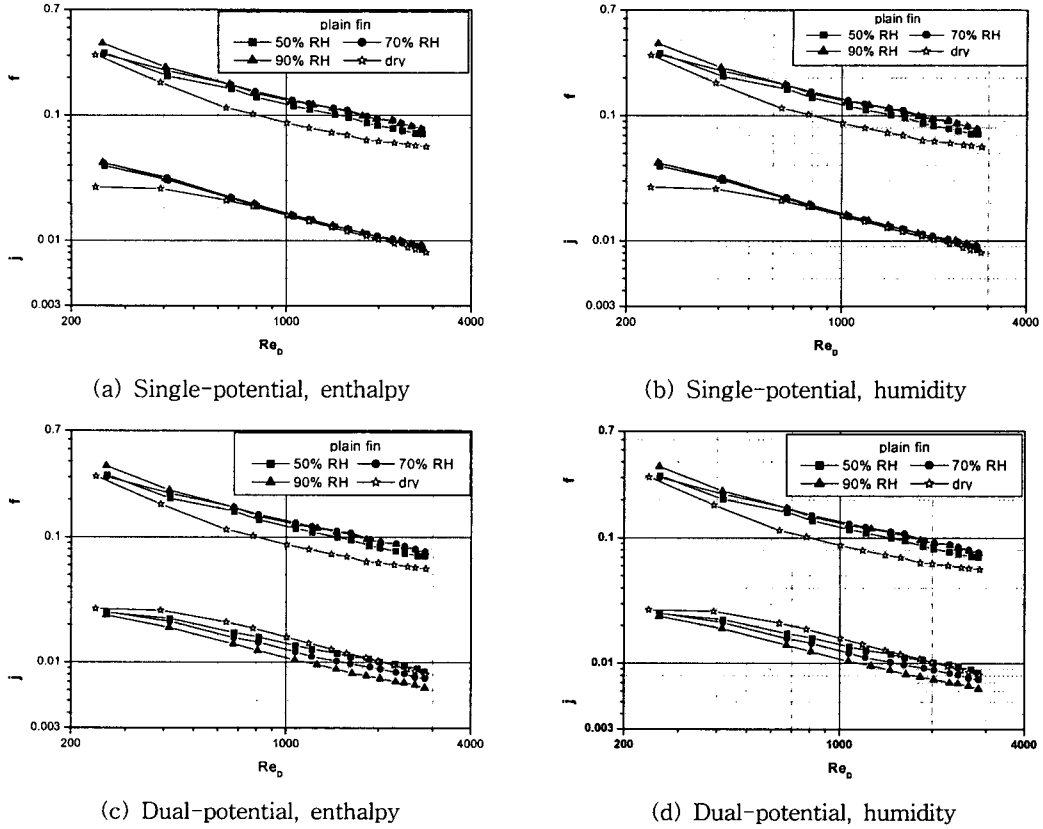 0.7
plain fin
50% RH 70% RH
90% RH dry
f
0.1
0.01
j
0.003
200 1000 4000
Re_D
(a) Single-potential, enthalpy
0.7
plain fin
50% RH 70% RH
90% RH dry
f
0.1
0.01
j
0.003
200 1000 4000
Re_D
(b) Single-potential, humidity
0.7
plain fin
50% RH 70% RH
90% RH dry
f
0.1
0.01
j
0.003
200 1000 4000
Re_D
(c) Dual-potential, enthalpy
0.7
plain fin
50% RH 70% RH
90% RH dry
f
0.1
0.01
j
0.003
200 1000 4000
Re_D
(d) Dual-potential, humidity